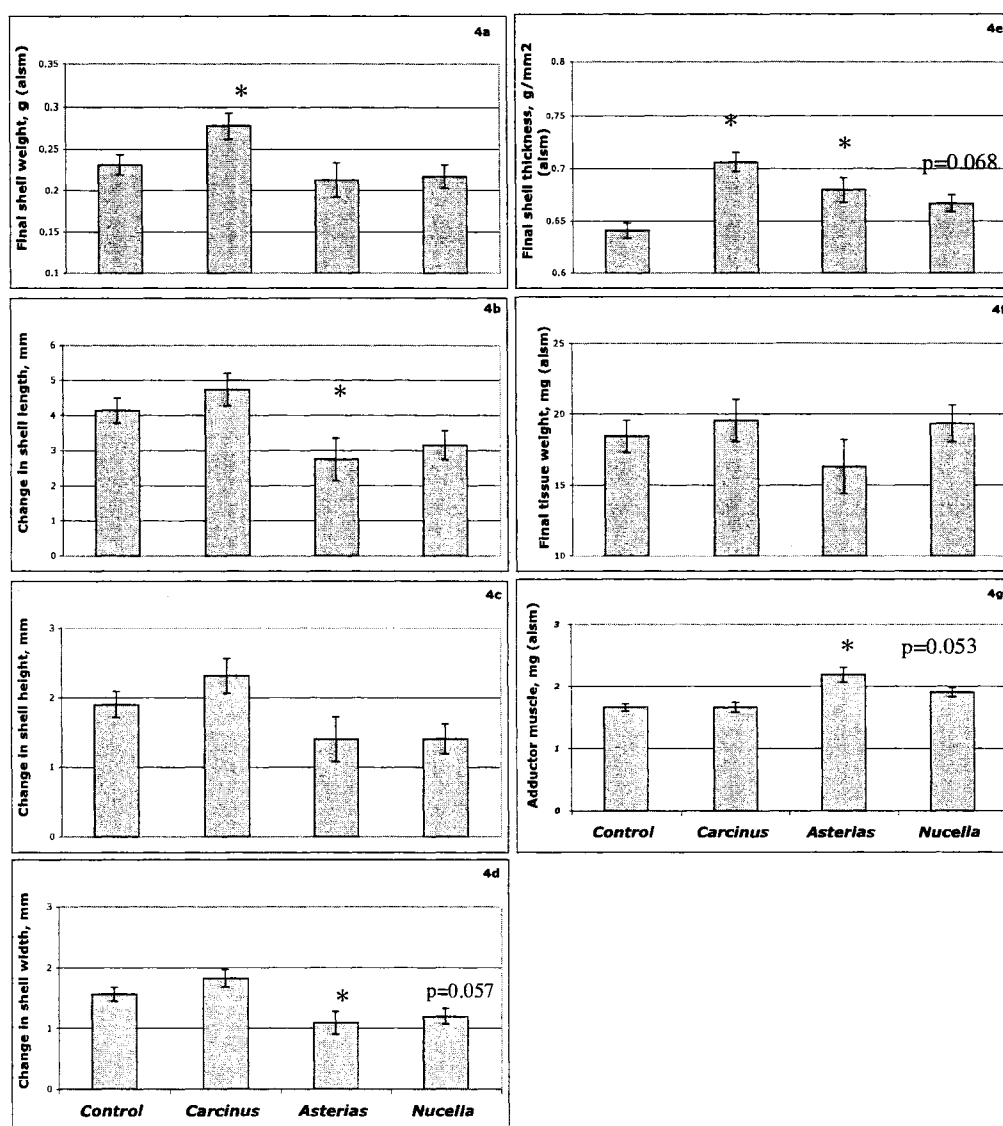 4a
Final shell weight, g (alsm)
0.35
0.3
0.25
0.2
0.15
0.1
*
4b
Change in shell length, mm
6
5
4
3
2
1
0
*
4c
Change in shell height, mm
3
2
1
0
4d
Change in shell width, mm
3
2
1
0
*
p=0.057
Control Carcinus Asterias Nucella
4e
Final shell thickness, g/mm2
(alsm)
0.8
0.75
0.7
0.65
0.6
*
*
p=0.068
4f
Final tissue weight, mg (alsm)
25
20
15
10
4g
Adductor muscle, mg (alsm)
3
2
1
0
*
p=0.053
Control Carcinus Asterias Nucella